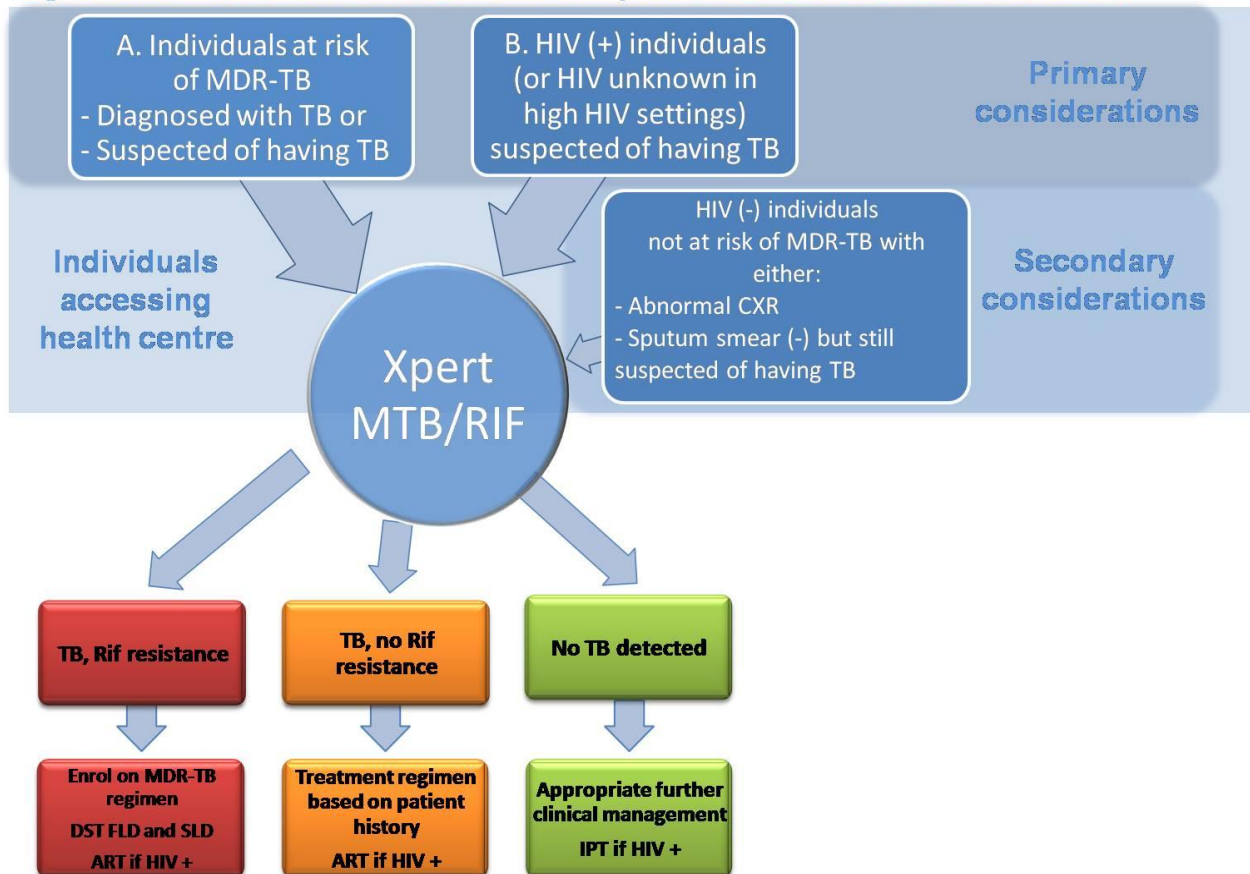 A. Individuals at risk
of MDR-TB
- Diagnosed with TB or
- Suspected of having TB
B. HIV (+) individuals
(or HIV unknown in
high HIV settings)
suspected of having TB
Primary
considerations
HIV (-) individuals
not at risk of MDR-TB with
either:
- Abnormal CXR
- Sputum smear (-) but still
suspected of having TB
Secondary
considerations
Individuals
accessing
health centre
Xpert
MTB/RIF
TB, Rif resistance
TB, no Rif
resistance
No TB detected
Enrol on MDR-TB
regimen
DST FLD and SLD
ART if HIV +
Treatment regimen
based on patient
history
ART if HIV +
Appropriate further
clinical management
IPT if HIV +